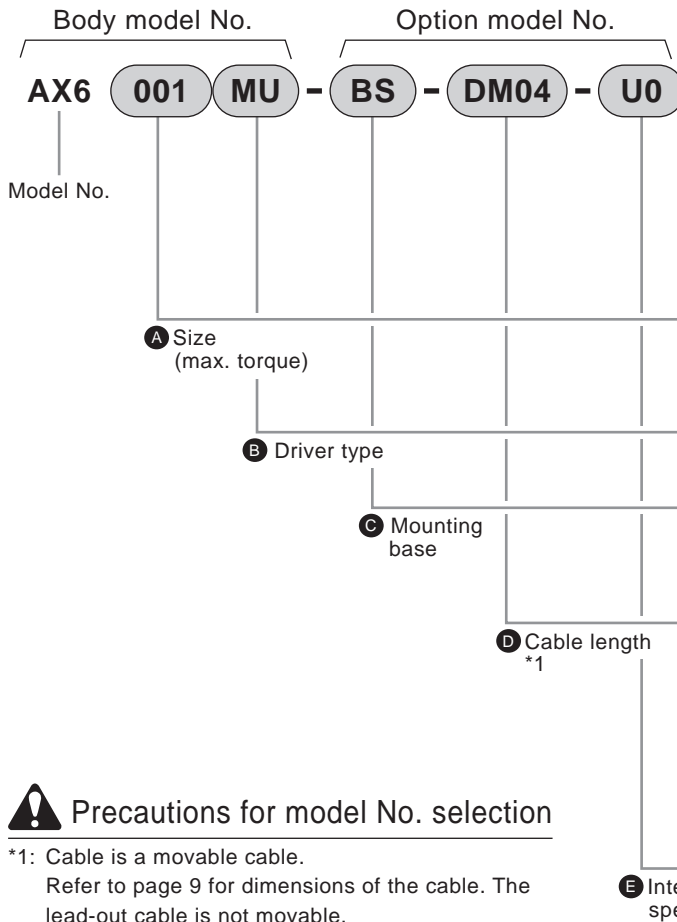 Body model No. Option model No.
AX6 001 MU - BS - DM04 - U0
Model No.
A Size
(max. torque)
B Driver type
C Mounting
base
D Cable length
*1
Precautions for model No. selection
*1: Cable is a movable cable.
Refer to page 9 for dimensions of the cable. The
lead-out cable is not movable.
E